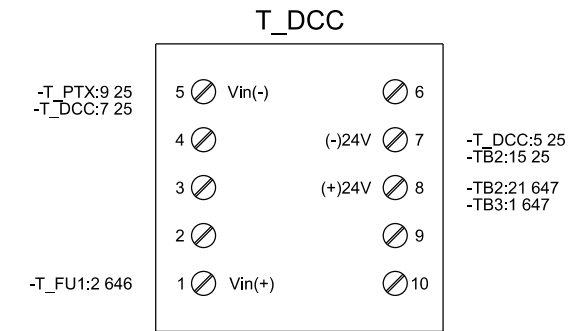 T_DCC
-T_PTX:9 25
-T_DCC:7 25
5 Vin(-)
6
4
(-)24V 7
-T_DCC:5 25
-TB2:15 25
3
(+)24V 8
-TB2:21 647
-TB3:1 647
2
9
-T_FU1:2 646
1 Vin(+)
10